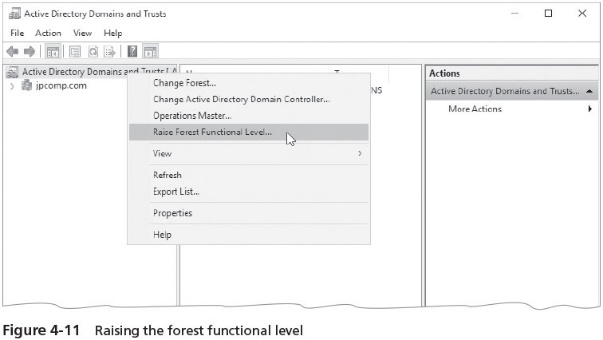 Active Directory Domains and Trusts
File Action View Help
Active Directory Domains and Trusts [
jpcomp.com
Change Forest...
Change Active Directory Domain Controller...
Operations Master...
Raise Forest Functional Level...
View
Refresh
Export List...
Properties
Help
NS
Actions
Active Directory Domains and Trusts...
More Actions
Figure 4-11 Raising the forest functional level